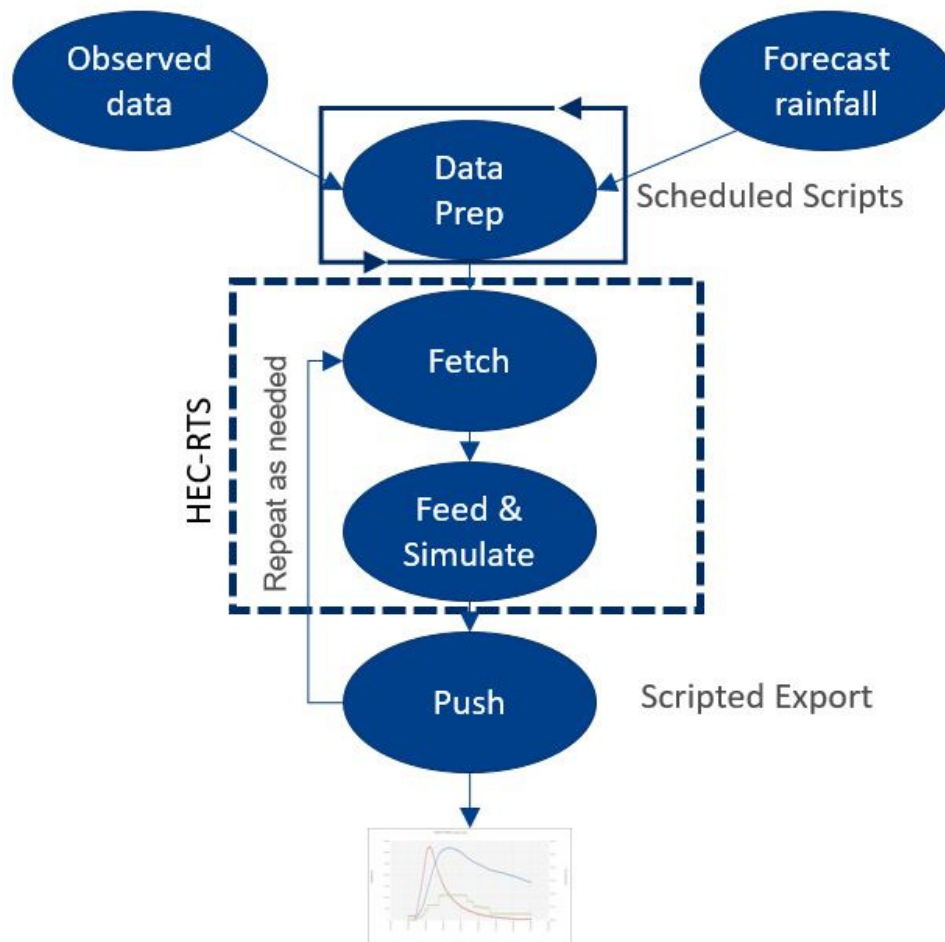 Observed
data
Forecast
rainfall
Data
Prep
Scheduled Scripts
Fetch
HEC-RTS
Repeat as needed
Feed &
Simulate
Push
Scripted Export